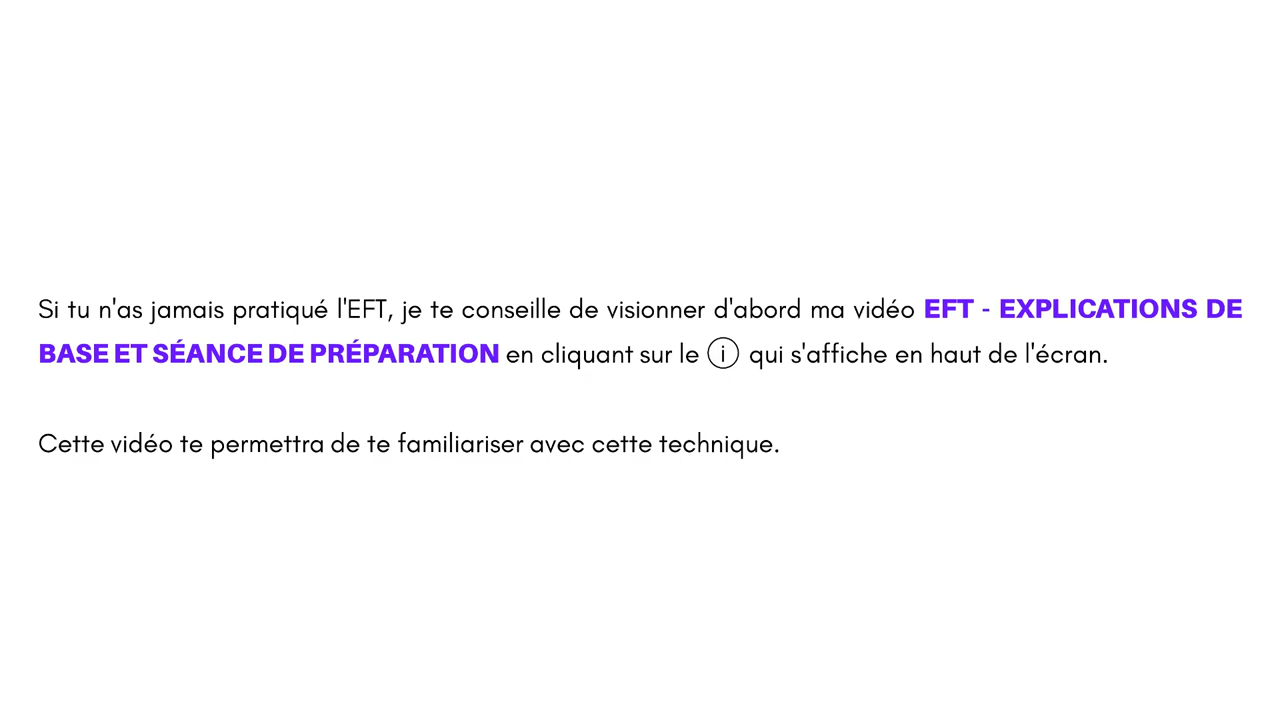 Si tu n'as jamais pratiqué l'EFT, je te conseille de visionner d'abord ma vidéo EFT - EXPLICATIONS DE
BASE ET SÉANCE DE PRÉPARATION en cliquant sur le ⓘ qui s'affiche en haut de l'écran.
Cette vidéo te permettra de te familiariser avec cette technique.